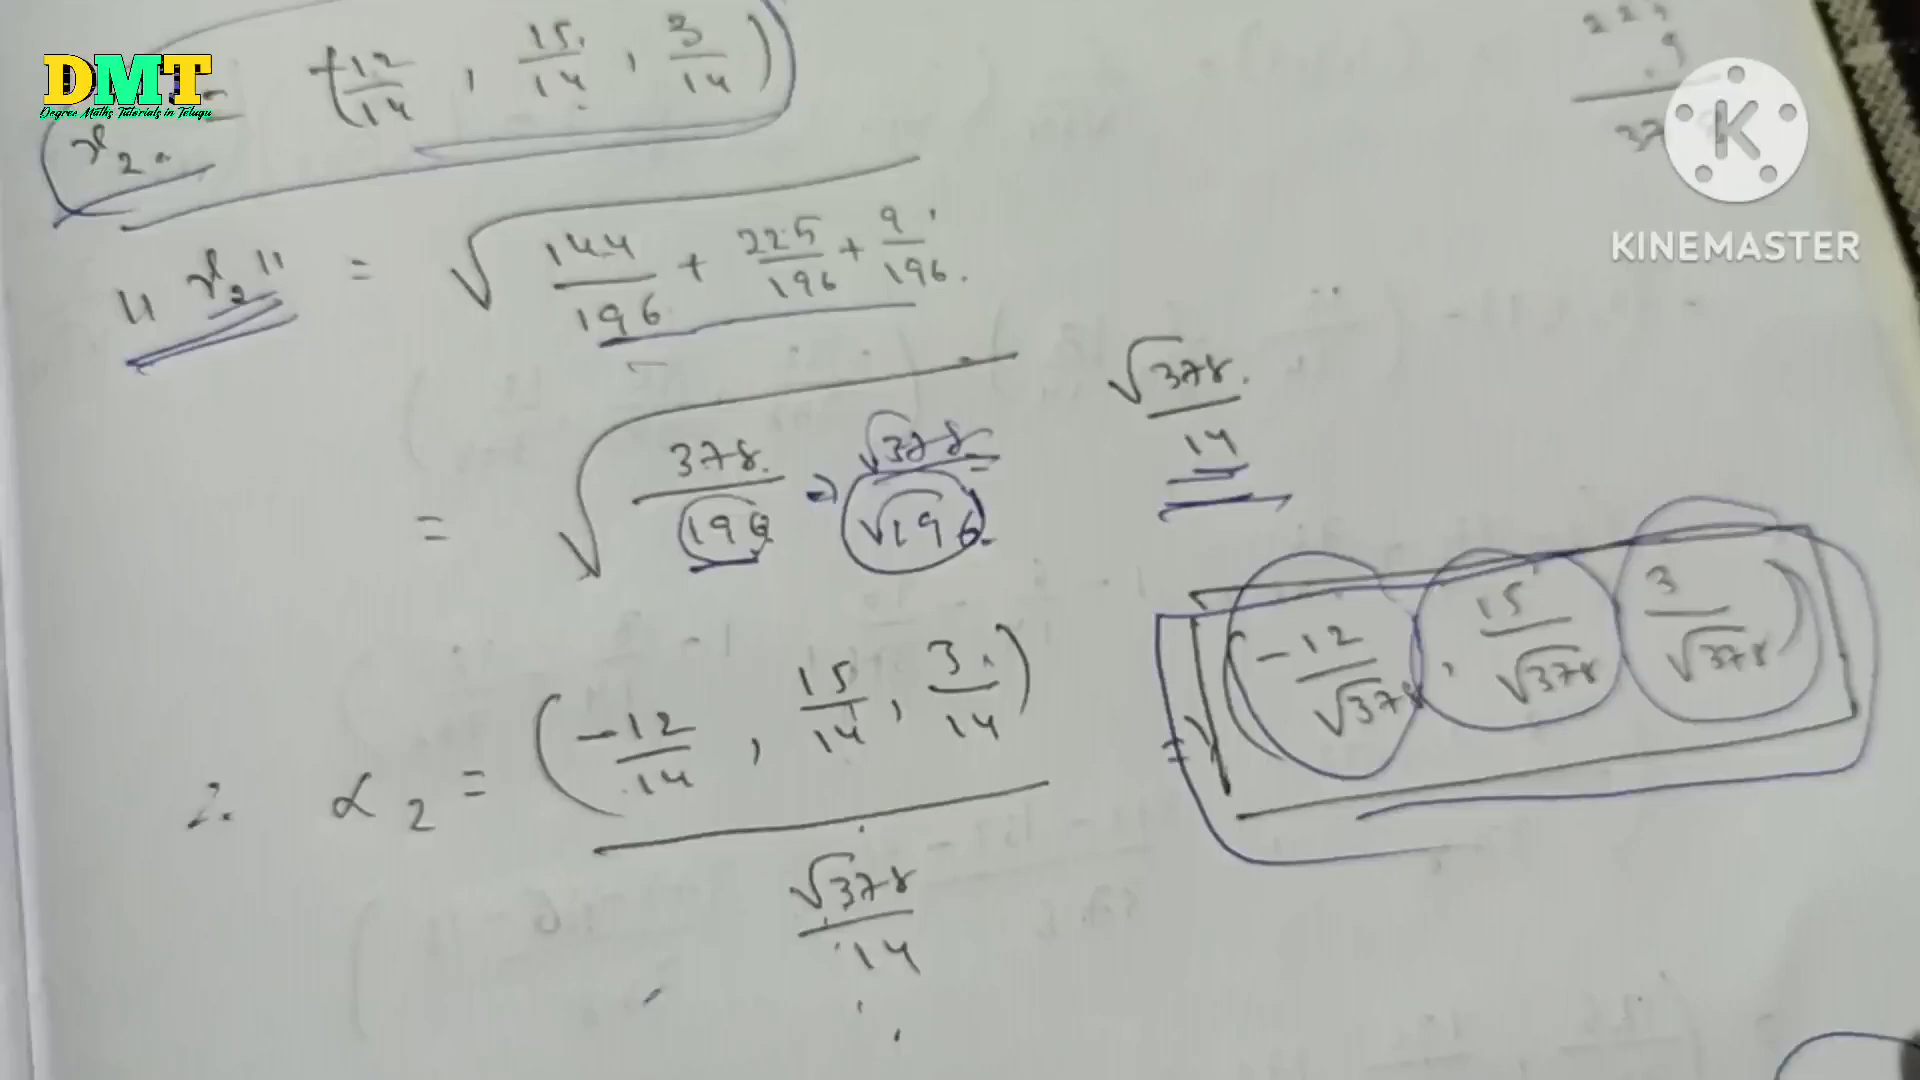 DMT
Degree Maths Tutorials in Telugu
KINEMASTER
γ₂ = (-12/14, 15/14, 3/14)
||γ₂|| = √(144/196 + 225/196 + 9/196)
= √(378/196) ⇒ √378/√196
√378/14
∴ α₂ = (-12/14, 15/14, 3/14) / (√378/14)
= (-12/√378, 15/√378, 3/√378)